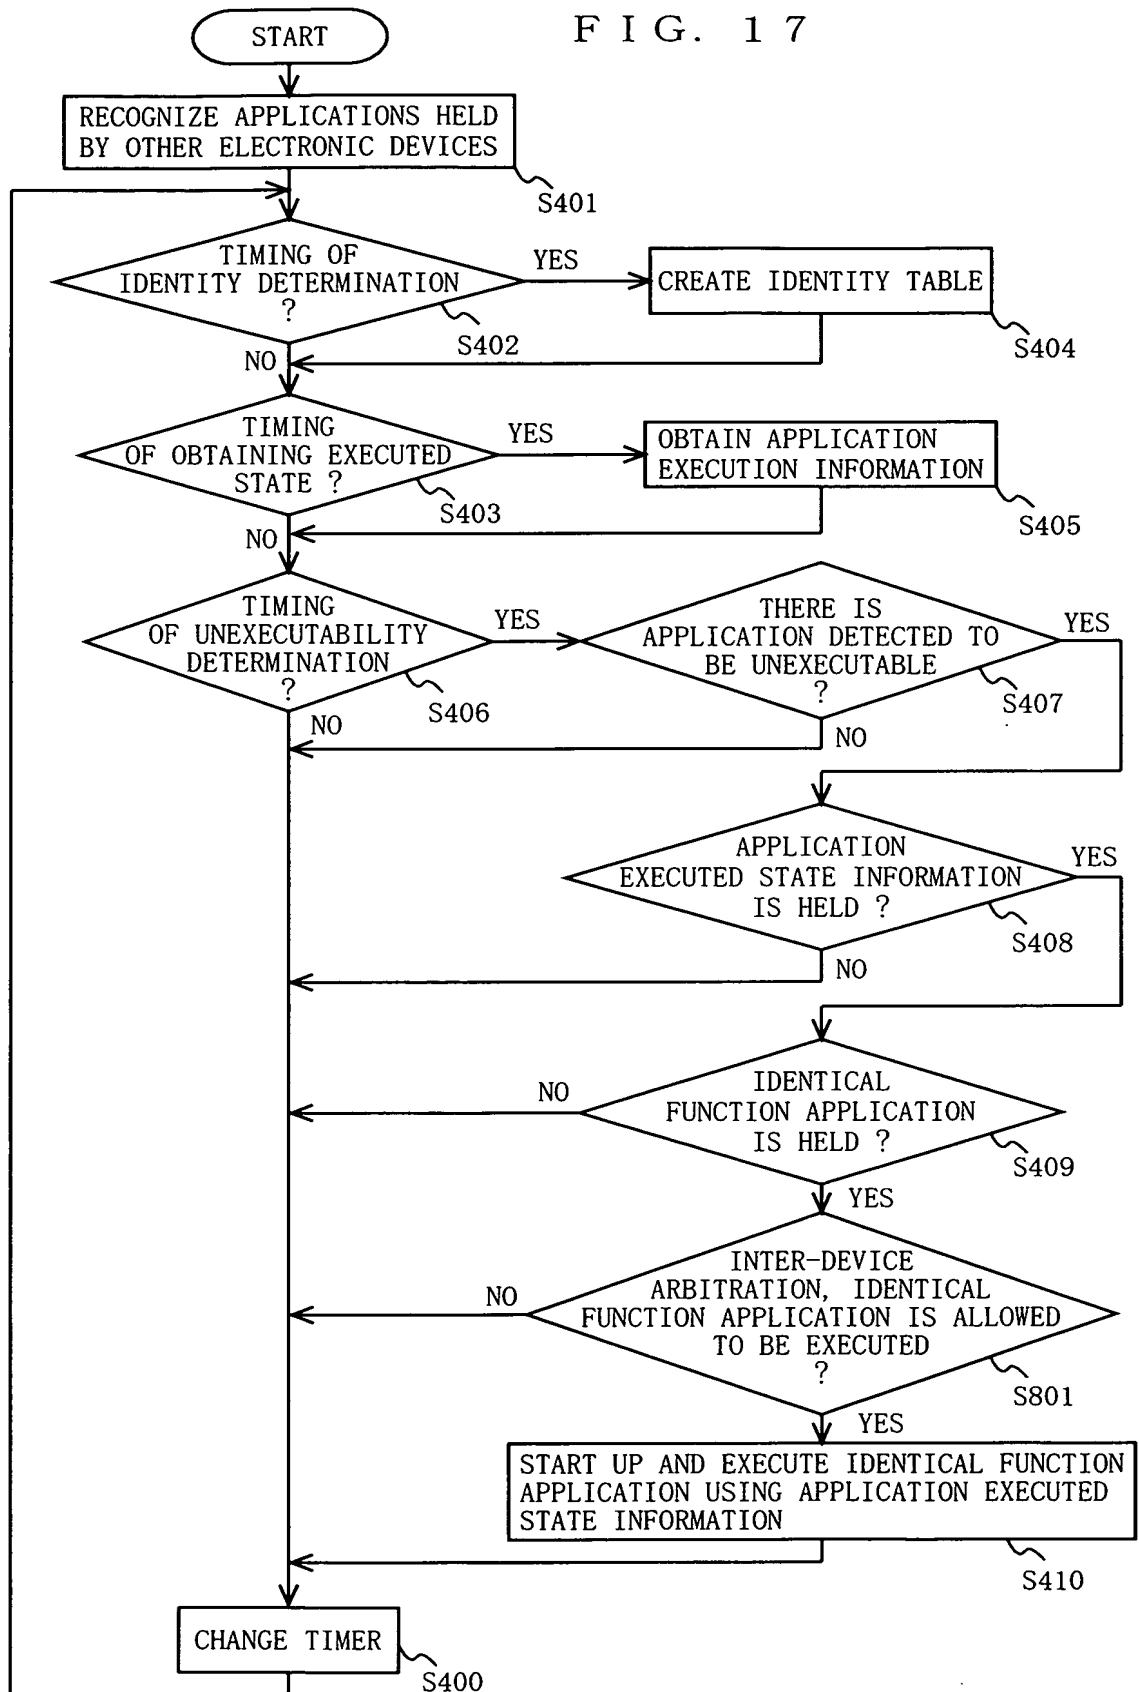 F I G. 1 7
START
RECOGNIZE APPLICATIONS HELD
BY OTHER ELECTRONIC DEVICES
S401
TIMING OF
IDENTITY DETERMINATION
?
YES
S402
NO
CREATE IDENTITY TABLE
S404
TIMING
OF OBTAINING EXECUTED
STATE ?
YES
S403
NO
OBTAIN APPLICATION
EXECUTION INFORMATION
S405
TIMING
OF UNEXECUTABILITY
DETERMINATION
?
YES
S406
NO
THERE IS
APPLICATION DETECTED TO
BE UNEXECUTABLE
?
YES
S407
NO
APPLICATION
EXECUTED STATE INFORMATION
IS HELD ?
YES
S408
NO
IDENTICAL
FUNCTION APPLICATION
IS HELD ?
NO
S409
YES
INTER-DEVICE
ARBITRATION, IDENTICAL
FUNCTION APPLICATION IS ALLOWED
TO BE EXECUTED
?
NO
S801
YES
START UP AND EXECUTE IDENTICAL FUNCTION
APPLICATION USING APPLICATION EXECUTED
STATE INFORMATION
S410
CHANGE TIMER
S400